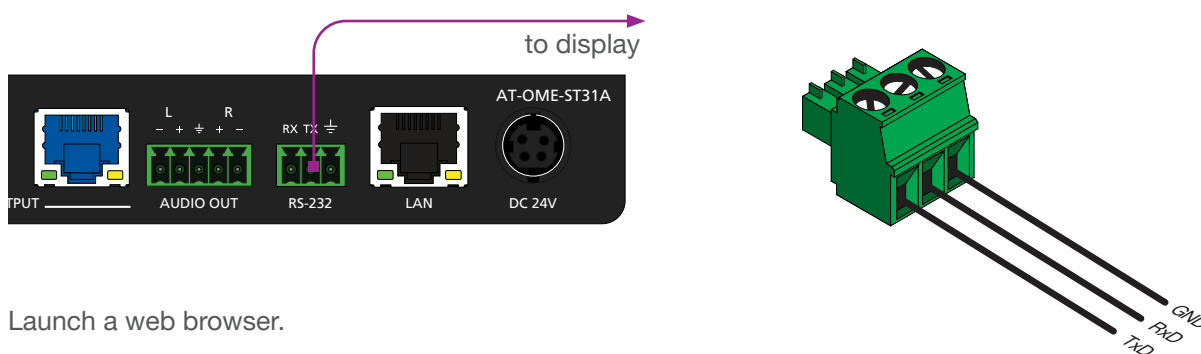 to display
AT-OME-ST31A
L R
– + ⏚ + –
RX TX ⏚
TPUT
AUDIO OUT
RS-232
LAN
DC 24V
GND
RxD
TxD
Launch a web browser.